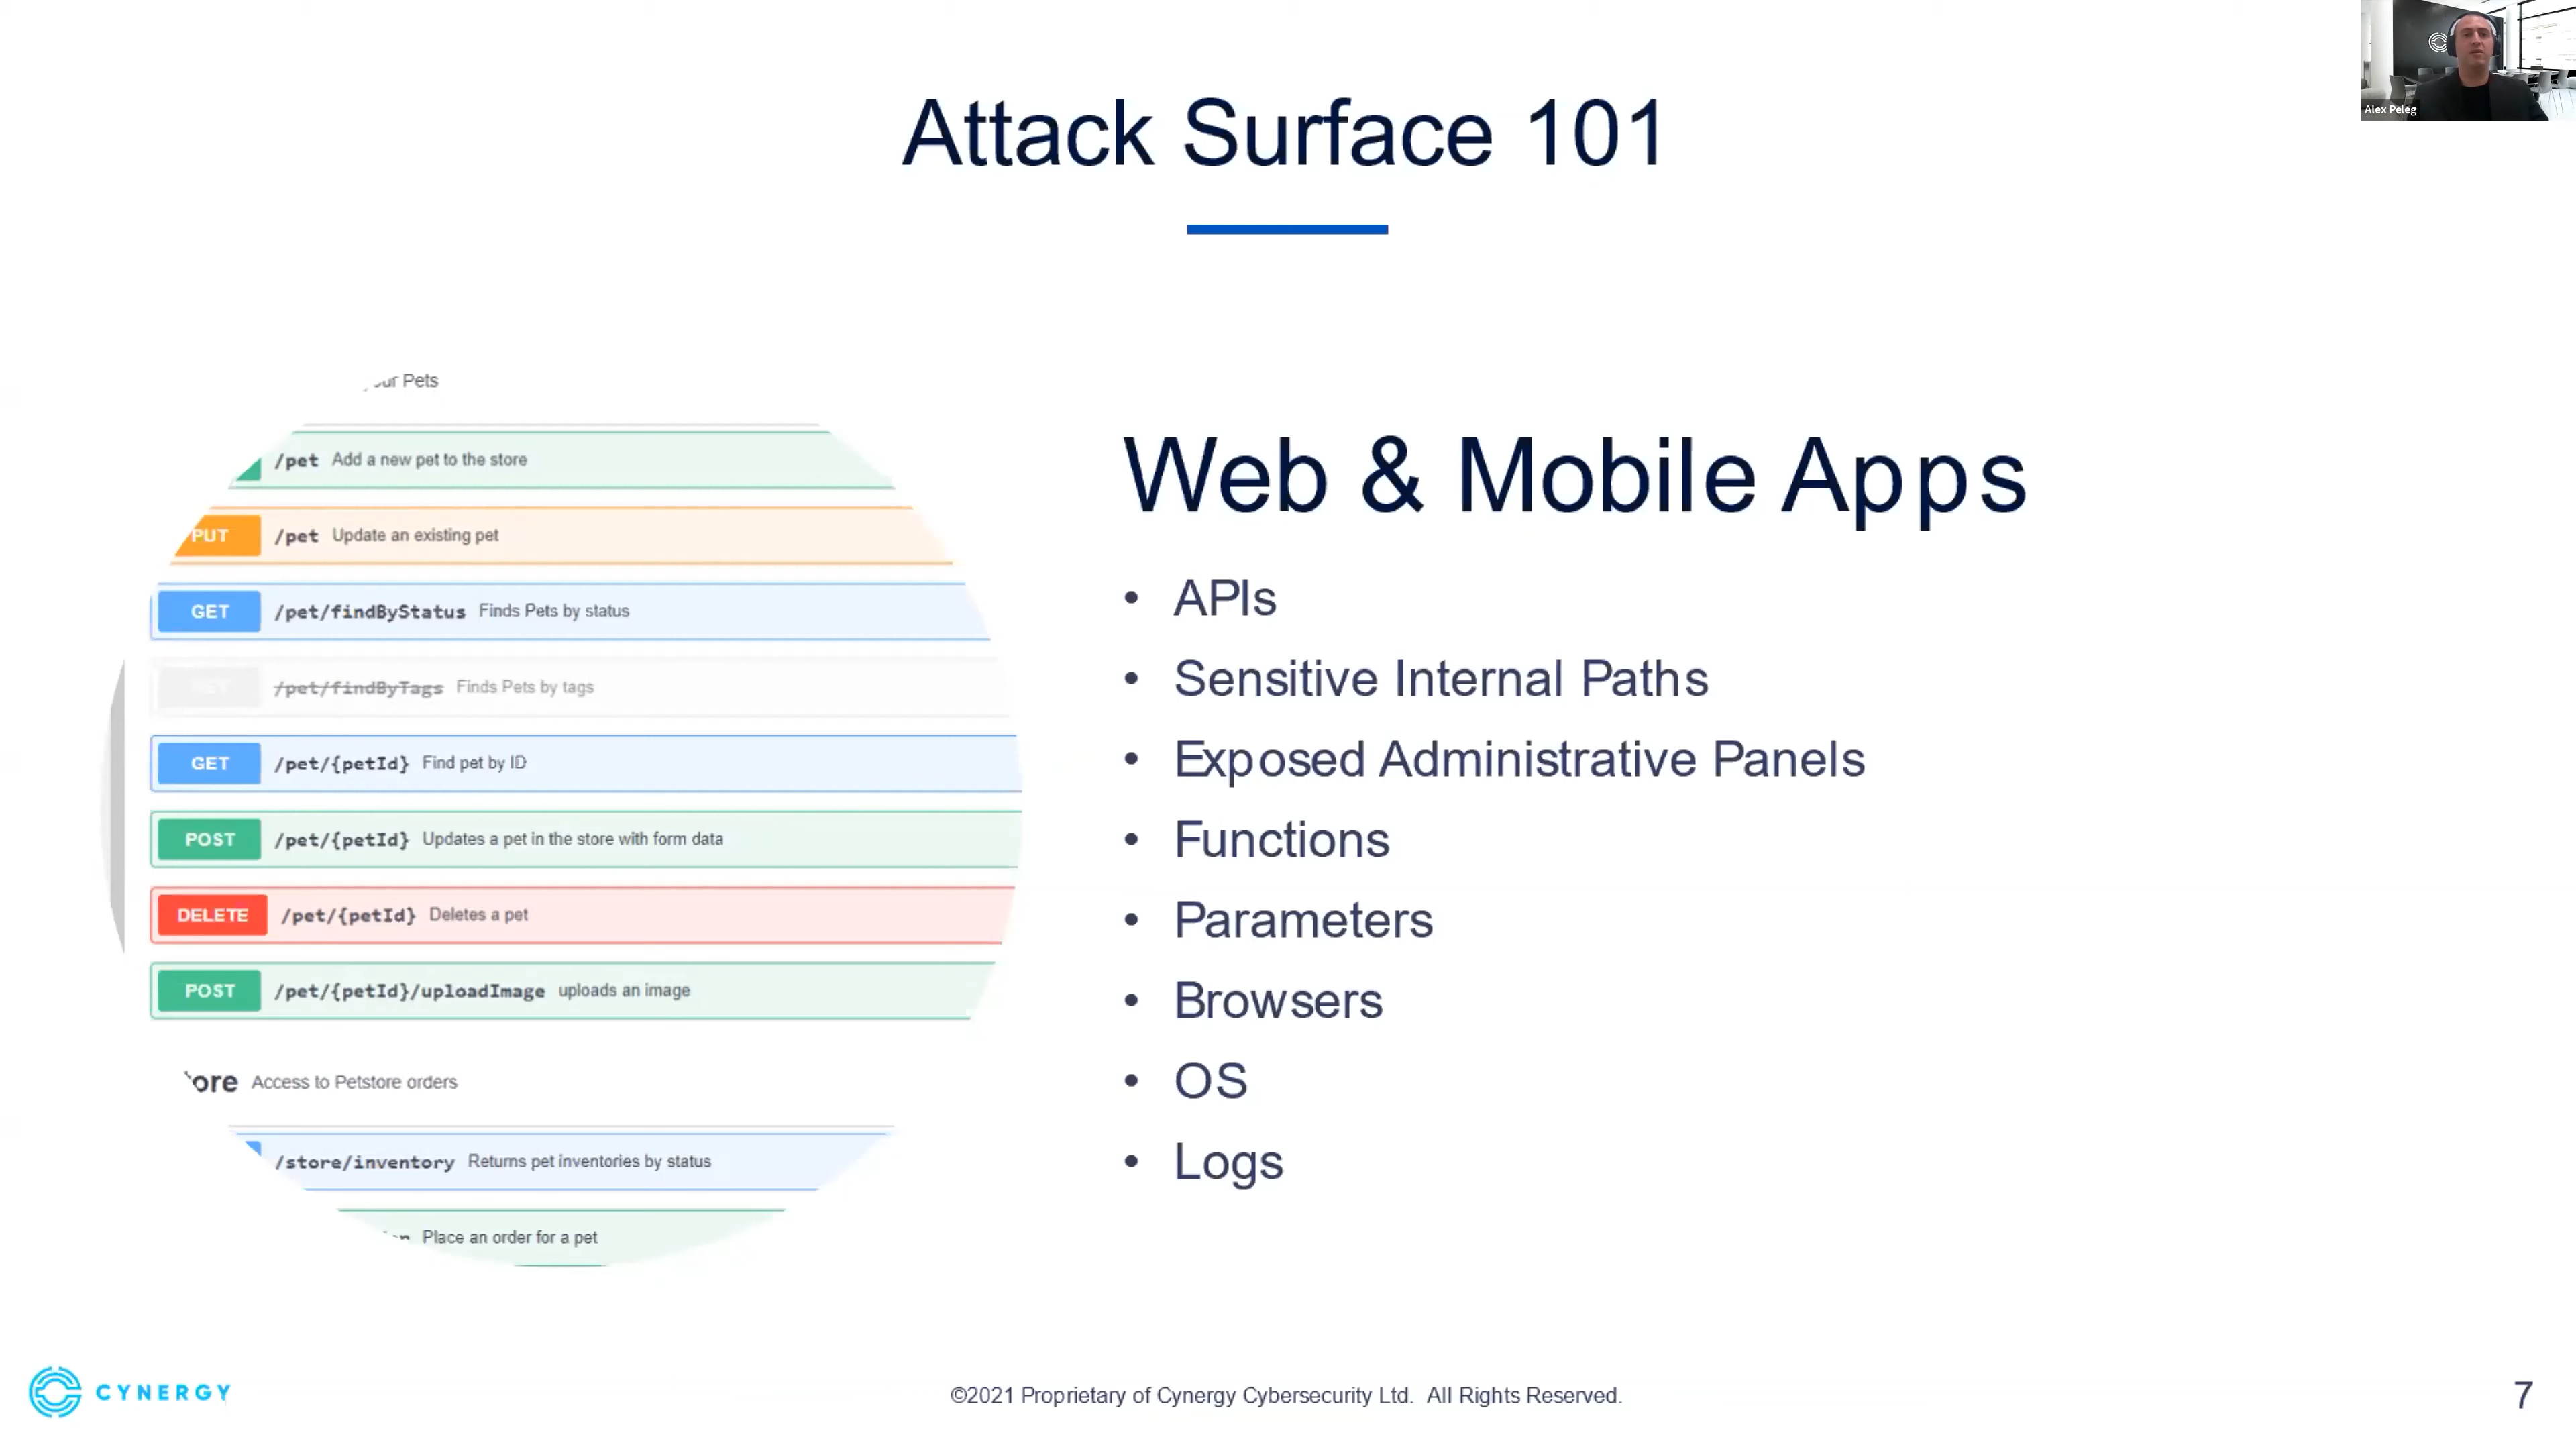 Attack Surface 101
Alex Peleg
Pets
/pet Add a new pet to the store
PUT /pet Update an existing pet
GET /pet/findByStatus Finds Pets by status
/pet/findByTags Finds Pets by tags
GET /pet/{petId} Find pet by ID
POST /pet/{petId} Updates a pet in the store with form data
DELETE /pet/{petId} Deletes a pet
POST /pet/{petId}/uploadImage uploads an image
ore Access to Petstore orders
/store/inventory Returns pet inventories by status
Place an order for a pet
Web & Mobile Apps
• APIs
• Sensitive Internal Paths
• Exposed Administrative Panels
• Functions
• Parameters
• Browsers
• OS
• Logs
CYNERGY
©2021 Proprietary of Cynergy Cybersecurity Ltd. All Rights Reserved.
7